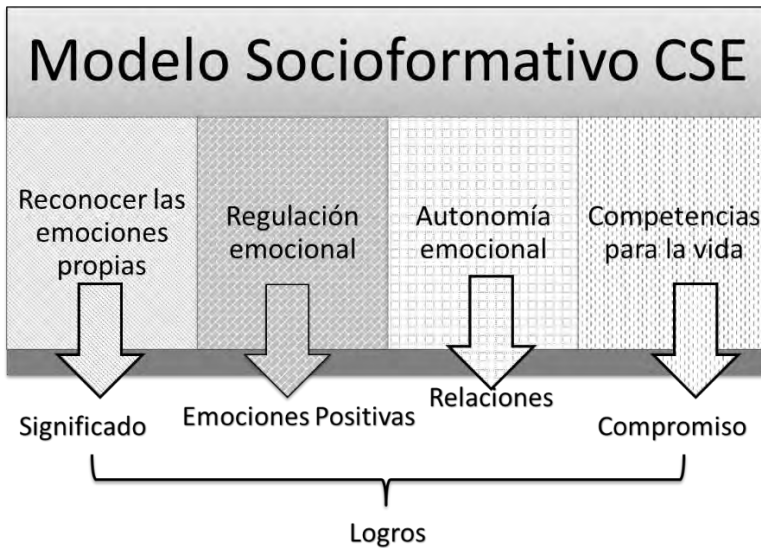 Modelo Socioformativo CSE
Reconocer las
emociones
propias
Regulación
emocional
Autonomía
emocional
Competencias
para la vida
Significado
Emociones Positivas
Relaciones
Compromiso
Logros